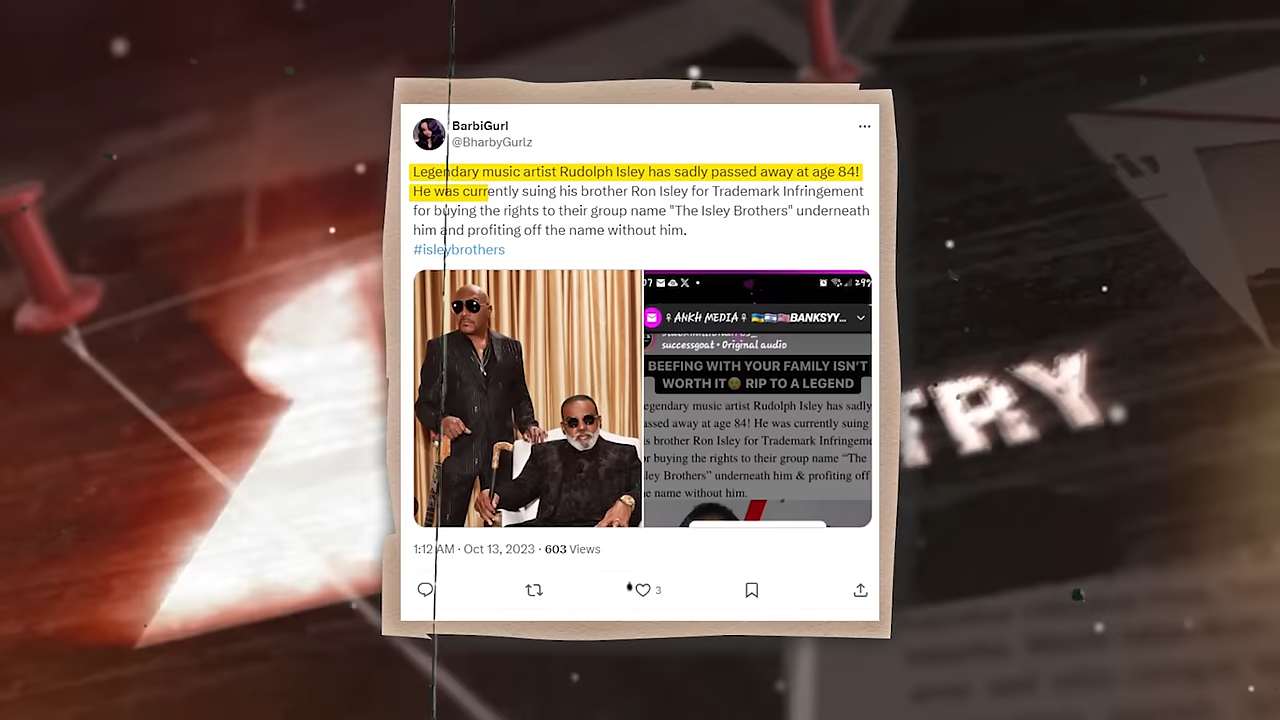 BarbiGurl
@BharbyGurlz
Legendary music artist Rudolph Isley has sadly passed away at age 84!
He was currently suing his brother Ron Isley for Trademark Infringement
for buying the rights to their group name "The Isley Brothers" underneath
him and profiting off the name without him.
#isleybrothers
ANKH MEDIA BANKSYY...
successgoat • Original audio
BEEFING WITH YOUR FAMILY ISN'T
WORTH IT😢 RIP TO A LEGEND
egendary music artist Rudolph Isley has sadly
assed away at age 84! He was currently suing
is brother Ron Isley for Trademark Infringeme
or buying the rights to their group name “The
sley Brothers” underneath him & profiting off
he name without him.
1:12 AM · Oct 13, 2023 · 603 Views
3
TRY.